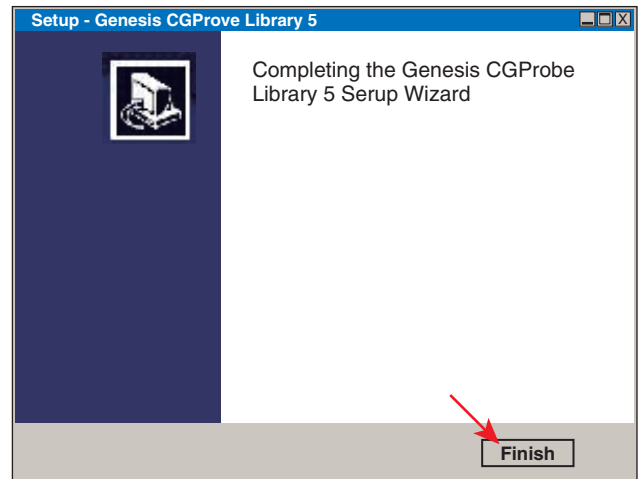 Setup - Genesis CGProve Library 5
Completing the Genesis CGProbe
Library 5 Serup Wizard
Finish